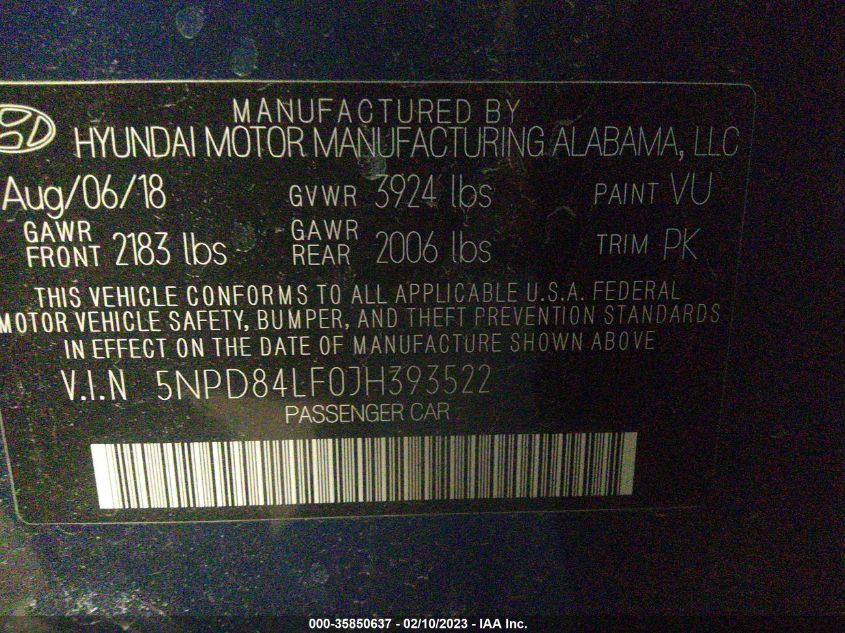 MANUFACTURED BY
HYUNDAI MOTOR MANUFACTURING ALABAMA, LLC
Aug/06/18 GVWR 3924 lbs PAINT VU
GAWR FRONT 2183 lbs GAWR REAR 2006 lbs TRIM PK
THIS VEHICLE CONFORMS TO ALL APPLICABLE U.S.A. FEDERAL
MOTOR VEHICLE SAFETY, BUMPER, AND THEFT PREVENTION STANDARDS
IN EFFECT ON THE DATE OF MANUFACTURE SHOWN ABOVE
V.I.N 5NPD84LF0JH393522
PASSENGER CAR
000-35850637 - 02/10/2023 - IAA Inc.